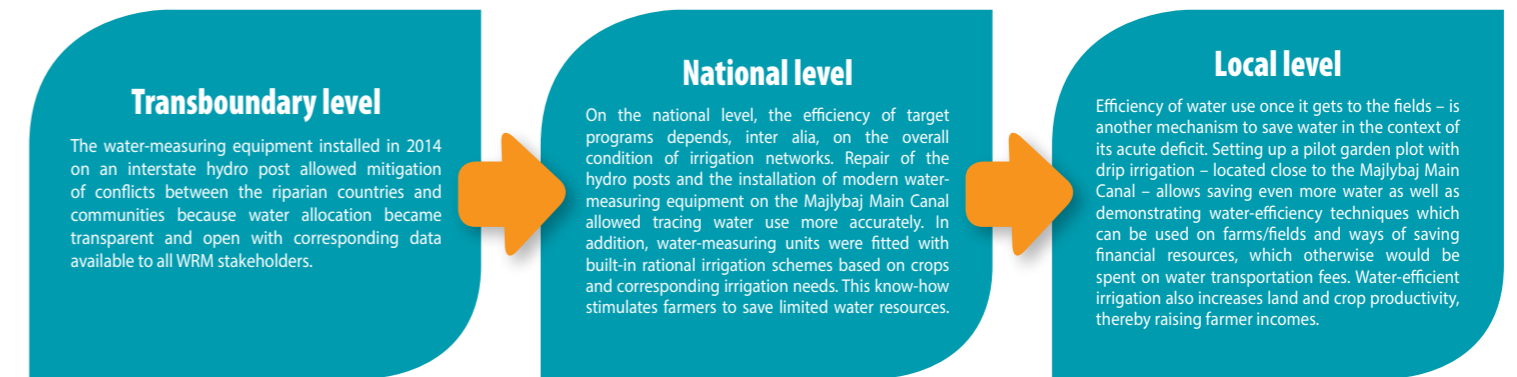 Transboundary level
The water-measuring equipment installed in 2014
on an interstate hydro post allowed mitigation
of conflicts between the riparian countries and
communities because water allocation became
transparent and open with corresponding data
available to all WRM stakeholders.
National level
On the national level, the efficiency of target
programs depends, inter alia, on the overall
condition of irrigation networks. Repair of the
hydro posts and the installation of modern water-
measuring equipment on the Majlybaj Main Canal
allowed tracing water use more accurately. In
addition, water-measuring units were fitted with
built-in rational irrigation schemes based on crops
and corresponding irrigation needs. This know-how
stimulates farmers to save limited water resources.
Local level
Efficiency of water use once it gets to the fields – is
another mechanism to save water in the context of
its acute deficit. Setting up a pilot garden plot with
drip irrigation – located close to the Majlybaj Main
Canal – allows saving even more water as well as
demonstrating water-efficiency techniques which
can be used on farms/fields and ways of saving
financial resources, which otherwise would be
spent on water transportation fees. Water-efficient
irrigation also increases land and crop productivity,
thereby raising farmer incomes.